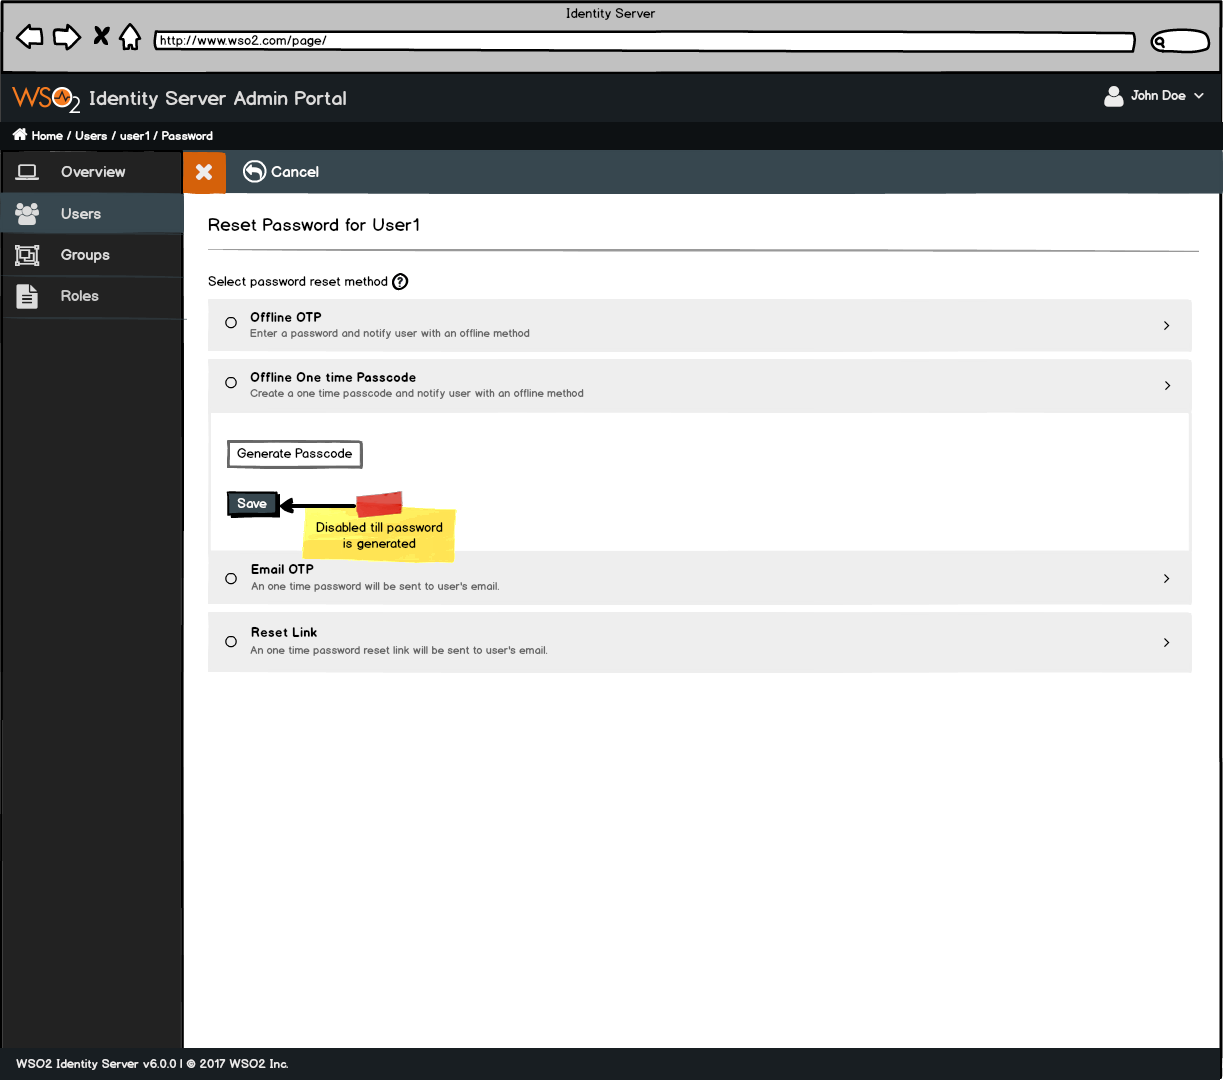 Identity Server
http://www.wso2.com/page/
WSO2 Identity Server Admin Portal
John Doe
Home / Users / user1 / Password
Overview
Cancel
Users
Groups
Roles
Reset Password for User1
Select password reset method ?
Offline OTP
Enter a password and notify user with an offline method
Offline One time Passcode
Create a one time passcode and notify user with an offline method
Generate Passcode
Save
Disabled till password
is generated
Email OTP
An one time password will be sent to user's email.
Reset Link
An one time password reset link will be sent to user's email.
WSO2 Identity Server v6.0.0 | © 2017 WSO2 Inc.